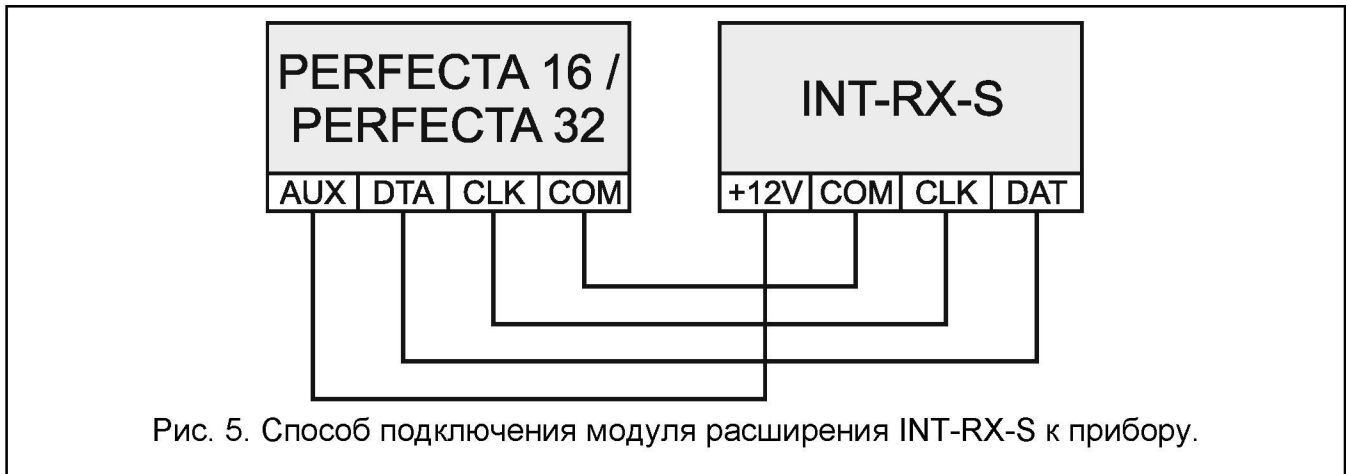 PERFECTA 16 /
PERFECTA 32
INT-RX-S
AUX DTA CLK COM
+12V COM CLK DAT
Рис. 5. Способ подключения модуля расширения INT-RX-S к прибору.